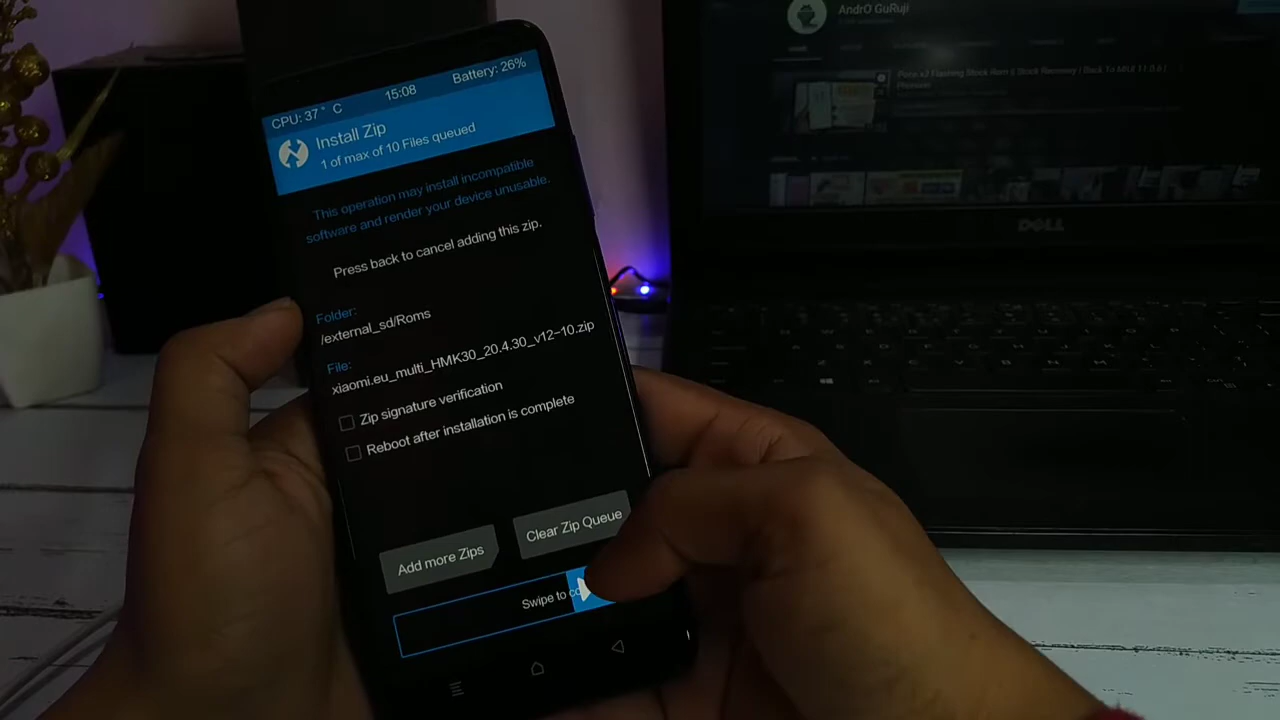 CPU: 37° C 15:08 Battery: 26%
Install Zip
1 of max of 10 Files queued
This operation may install incompatible
software and render your device unusable.
Press back to cancel adding this zip.
Folder:
/external_sd/Roms
File:
xiaomi.eu_multi_HMK30_20.4.30_v12-10.zip
Zip signature verification
Reboot after installation is complete
Add more Zips
Clear Zip Queue
Swipe to
AndrO GuRuji
DELL